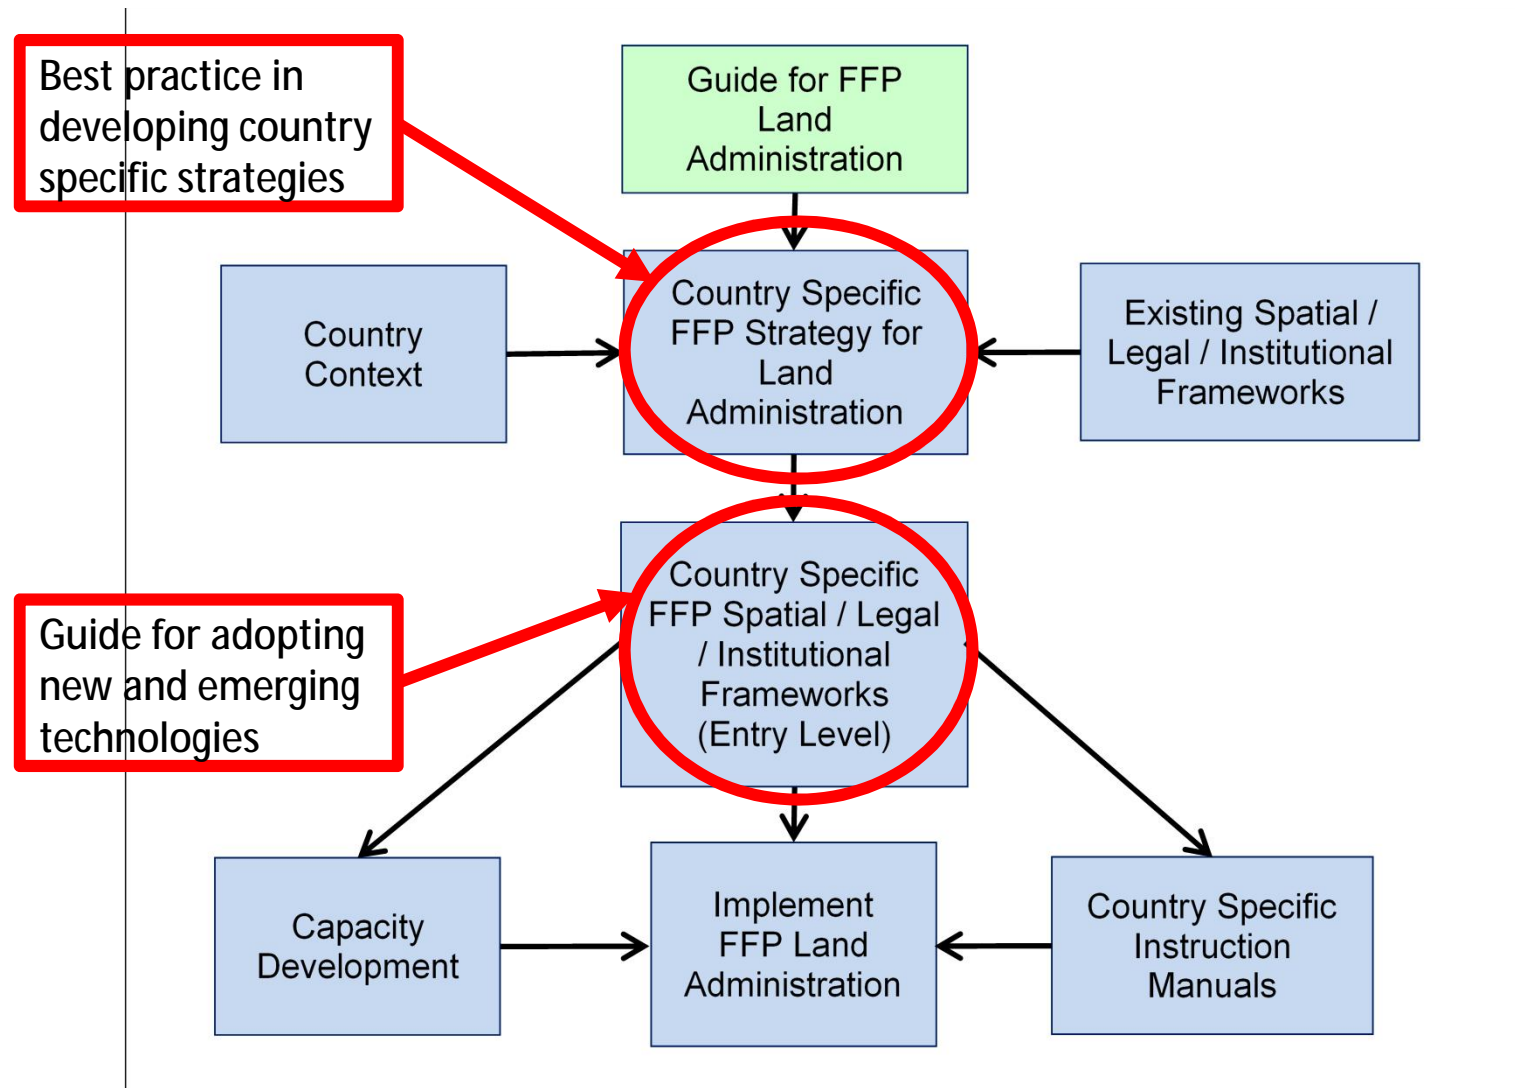 Best practice in
developing country
specific strategies
Guide for FFP
Land
Administration
Country
Context
Country Specific
FFP Strategy for
Land
Administration
Existing Spatial /
Legal / Institutional
Frameworks
Guide for adopting
new and emerging
technologies
Country Specific
FFP Spatial / Legal
/ Institutional
Frameworks
(Entry Level)
Capacity
Development
Implement
FFP Land
Administration
Country Specific
Instruction
Manuals